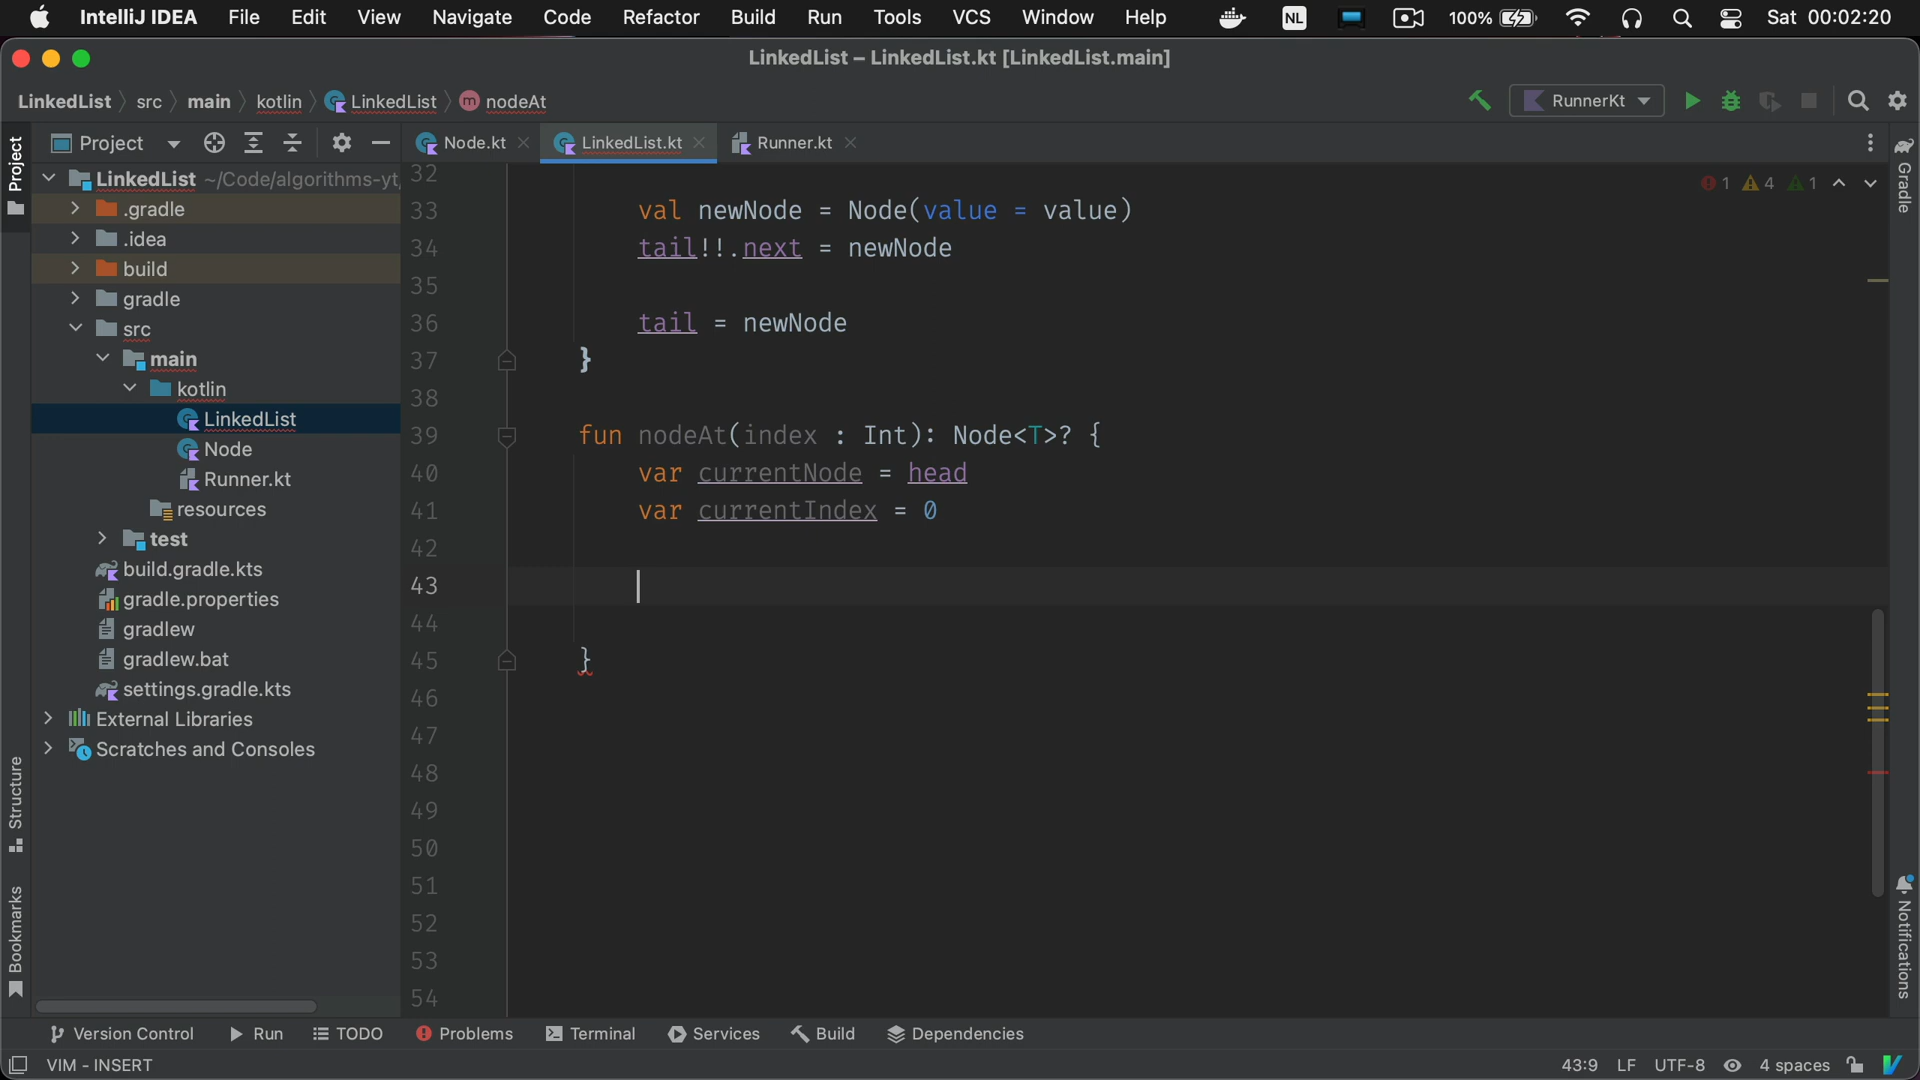 IntelliJ IDEA File Edit View Navigate Code Refactor Build Run Tools VCS Window Help NL 100% Sat 00:02:20
LinkedList – LinkedList.kt [LinkedList.main]
LinkedList src main kotlin LinkedList m nodeAt RunnerKt
Project Node.kt LinkedList.kt Runner.kt
Project
Gradle
Structure
Bookmarks
Notifications
LinkedList ~/Code/algorithms-yt/
.gradle
.idea
build
gradle
src
main
kotlin
LinkedList
Node
Runner.kt
resources
test
build.gradle.kts
gradle.properties
gradlew
gradlew.bat
settings.gradle.kts
External Libraries
Scratches and Consoles
1 4 1
32
33 val newNode = Node(value = value)
34 tail!!.next = newNode
35
36 tail = newNode
37 }
38
39 fun nodeAt(index : Int): Node<T>? {
40 var currentNode = head
41 var currentIndex = 0
42
43
44
45 }
46
47
48
49
50
51
52
53
54
Version Control Run TODO Problems Terminal Services Build Dependencies
VIM - INSERT 43:9 LF UTF-8 4 spaces